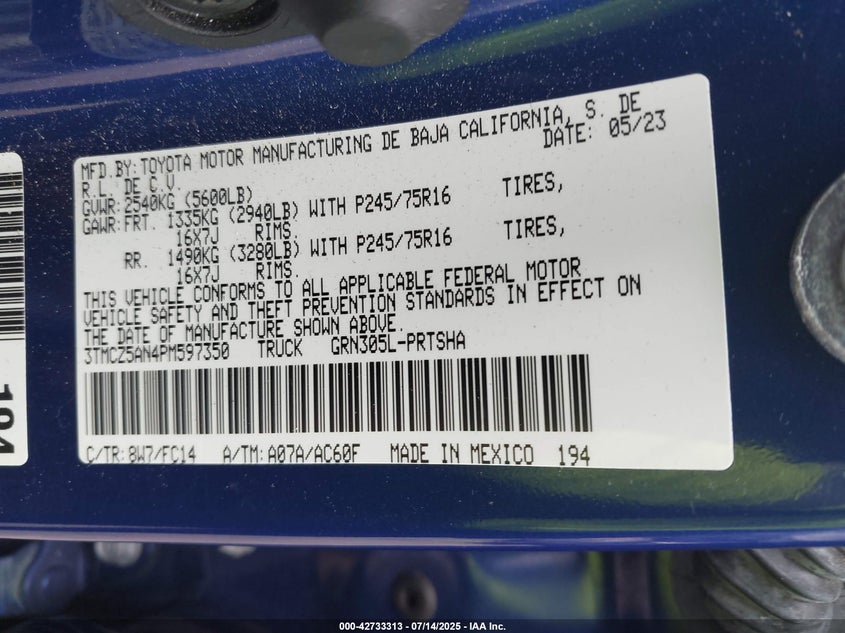 MFD.BY:TOYOTA MOTOR MANUFACTURING DE BAJA CALIFORNIA, S. DE
R.L. DE C.V. DATE: 05/23
GVWR:2540KG (5600LB)
GAWR:FRT. 1335KG (2940LB) WITH P245/75R16 TIRES,
16X7J RIMS.
RR. 1490KG (3280LB) WITH P245/75R16 TIRES,
16X7J RIMS.
THIS VEHICLE CONFORMS TO ALL APPLICABLE FEDERAL MOTOR
VEHICLE SAFETY AND THEFT PREVENTION STANDARDS IN EFFECT ON
THE DATE OF MANUFACTURE SHOWN ABOVE.
3TMCZ5AN4PM597350 TRUCK GRN305L-PRTSHA
C/TR:8W7/FC14 A/TM:A07A/AC60F MADE IN MEXICO 194
194
000-42733313 - 07/14/2025 - IAA Inc.